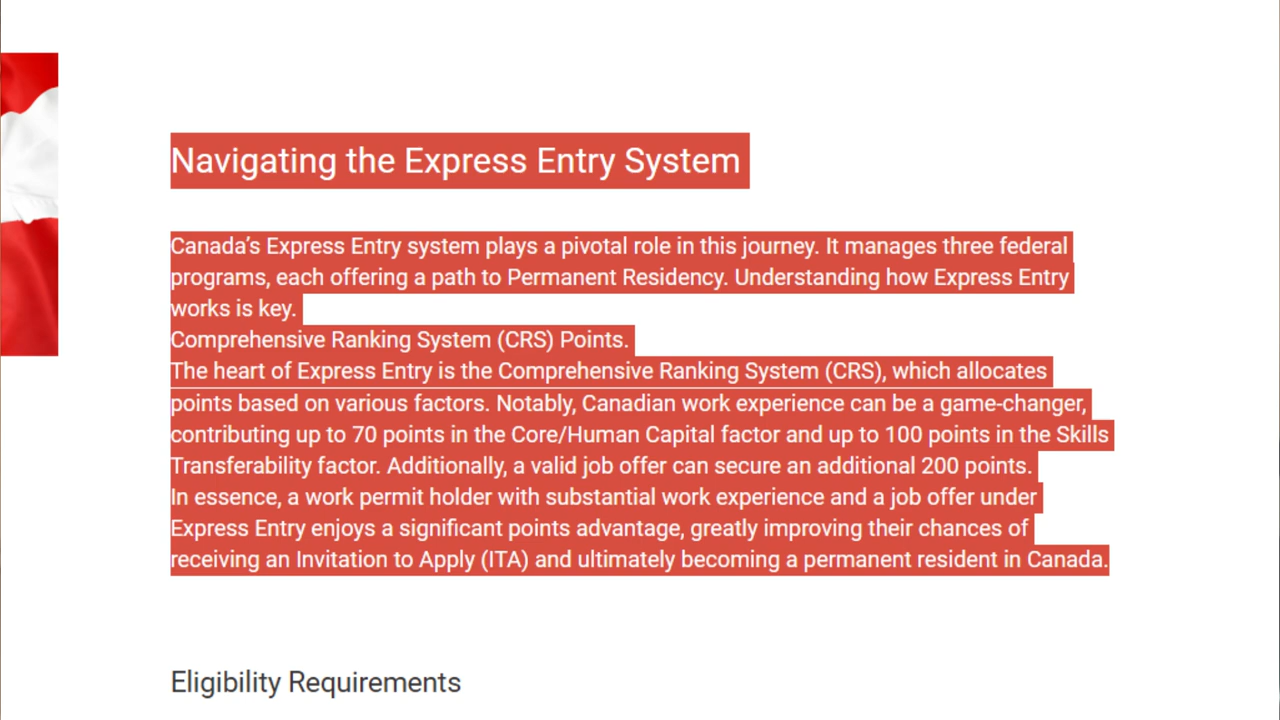 Navigating the Express Entry System
Canada’s Express Entry system plays a pivotal role in this journey. It manages three federal
programs, each offering a path to Permanent Residency. Understanding how Express Entry
works is key.
Comprehensive Ranking System (CRS) Points.
The heart of Express Entry is the Comprehensive Ranking System (CRS), which allocates
points based on various factors. Notably, Canadian work experience can be a game-changer,
contributing up to 70 points in the Core/Human Capital factor and up to 100 points in the Skills
Transferability factor. Additionally, a valid job offer can secure an additional 200 points.
In essence, a work permit holder with substantial work experience and a job offer under
Express Entry enjoys a significant points advantage, greatly improving their chances of
receiving an Invitation to Apply (ITA) and ultimately becoming a permanent resident in Canada.
Eligibility Requirements